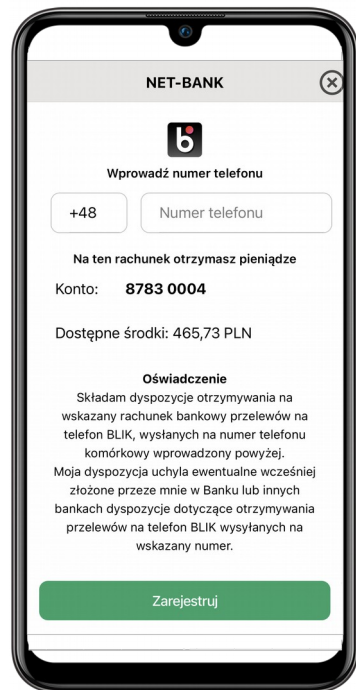 NET-BANK
b
Wprowadź numer telefonu
+48 Numer telefonu
Na ten rachunek otrzymasz pieniądze
Konto: 8783 0004
Dostępne środki: 465,73 PLN
Oświadczenie
Składam dyspozycje otrzymywania na
wskazany rachunek bankowy przelewów na
telefon BLIK, wysłanych na numer telefonu
komórkowy wprowadzony powyżej.
Moja dyspozycja uchyla ewentualne wcześniej
złożone przeze mnie w Banku lub innych
bankach dyspozycje dotyczące otrzymywania
przelewów na telefon BLIK wysyłanych na
wskazany numer.
Zarejestruj